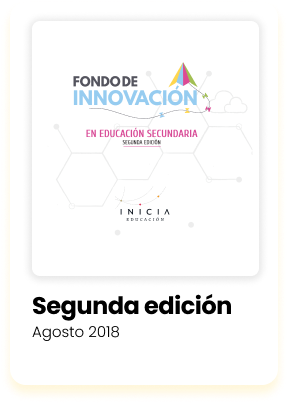 FONDO DE
INNOVACIÓN
EN EDUCACIÓN SECUNDARIA
SEGUNDA EDICIÓN
INICIA
EDUCACIÓN
Segunda edición
Agosto 2018